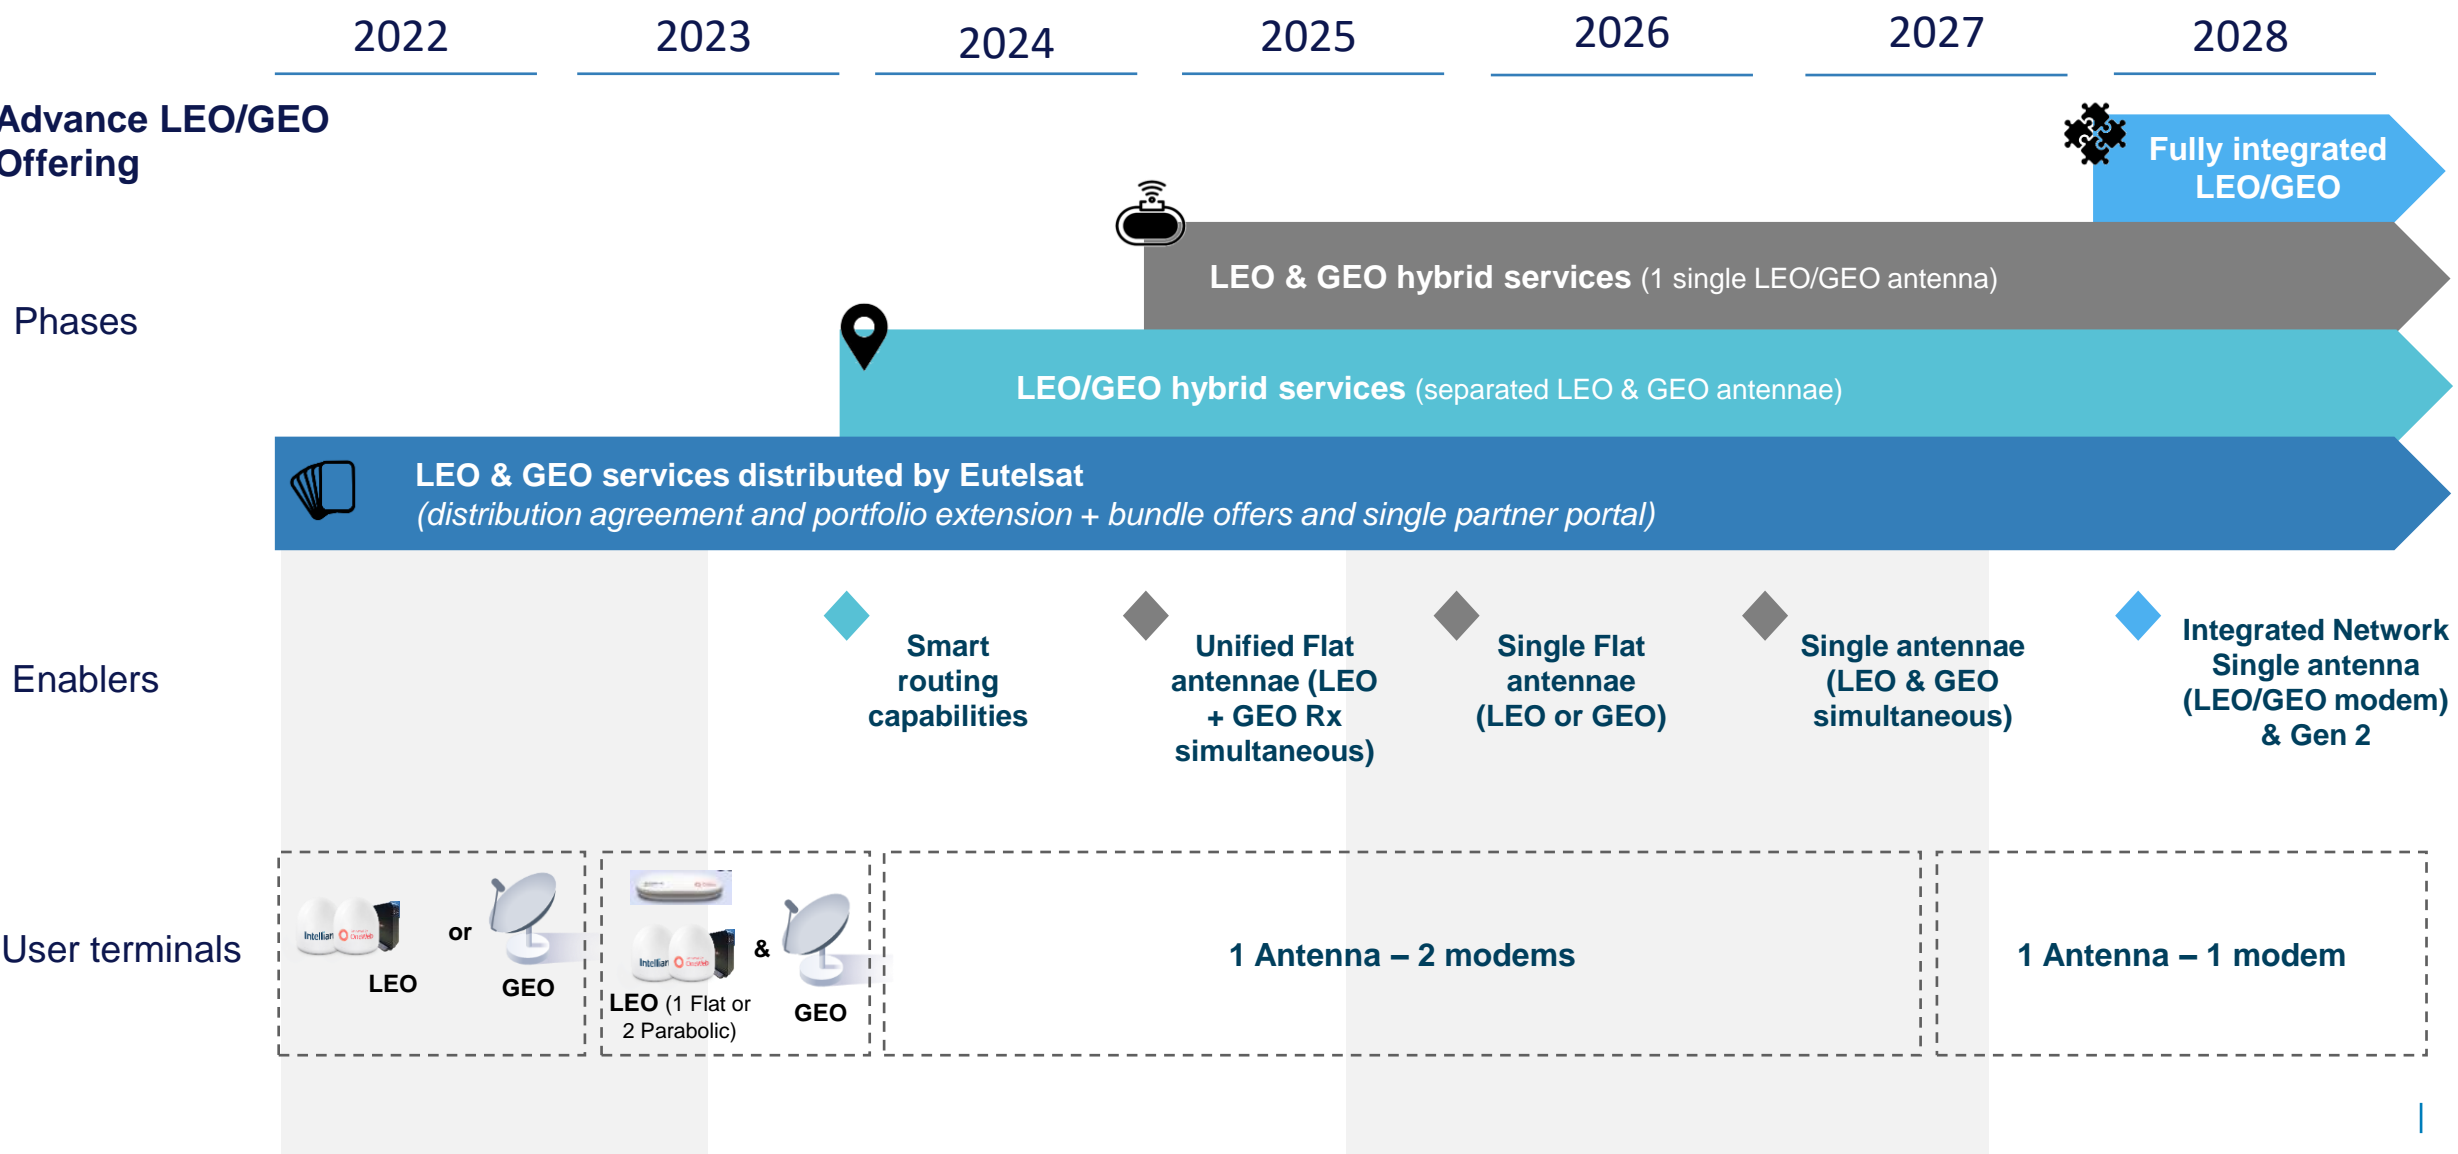 2022
2023
2024
2025
2026
2027
2028
Advance LEO/GEO
Offering
Fully integrated
LEO/GEO
LEO & GEO hybrid services (1 single LEO/GEO antenna)
Phases
LEO/GEO hybrid services (separated LEO & GEO antennae)
LEO & GEO services distributed by Eutelsat
(distribution agreement and portfolio extension + bundle offers and single partner portal)
Enablers
Smart
routing
capabilities
Unified Flat
antennae (LEO
+ GEO Rx
simultaneous)
Single Flat
antennae
(LEO or GEO)
Single antennae
(LEO & GEO
simultaneous)
Integrated Network
Single antenna
(LEO/GEO modem)
& Gen 2
User terminals
Intellian
OneWeb
LEO
or
GEO
Intellian
OneWeb
LEO (1 Flat or
2 Parabolic)
&
GEO
1 Antenna – 2 modems
1 Antenna – 1 modem